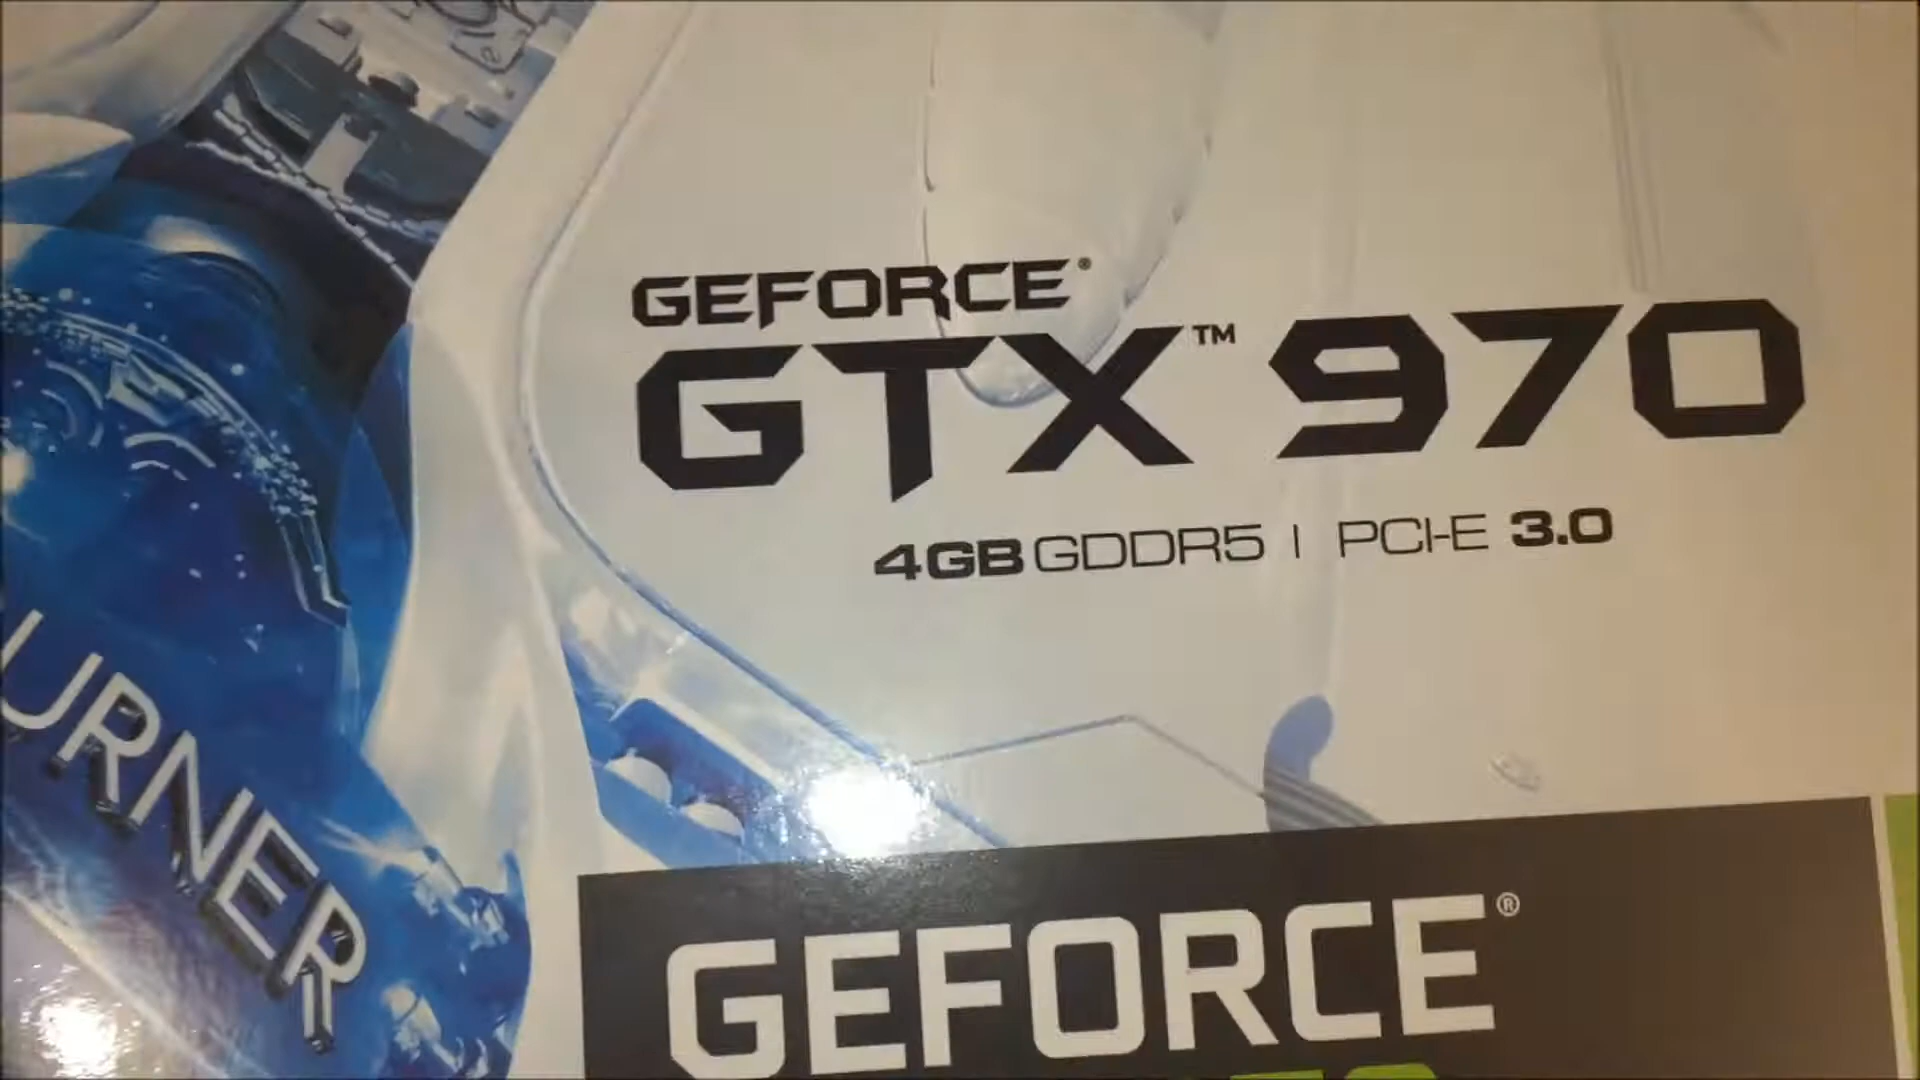 GEFORCE®
GTX™ 970
4GB GDDR5 | PCI-E 3.0
URNER
GEFORCE®